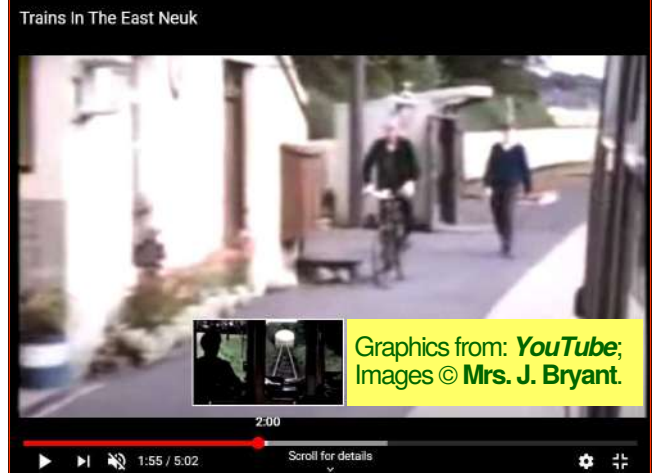 Trains In The East Neuk
Graphics from: YouTube;
Images © Mrs. J. Bryant.
2:00
1:55 / 5:02
Scroll for details